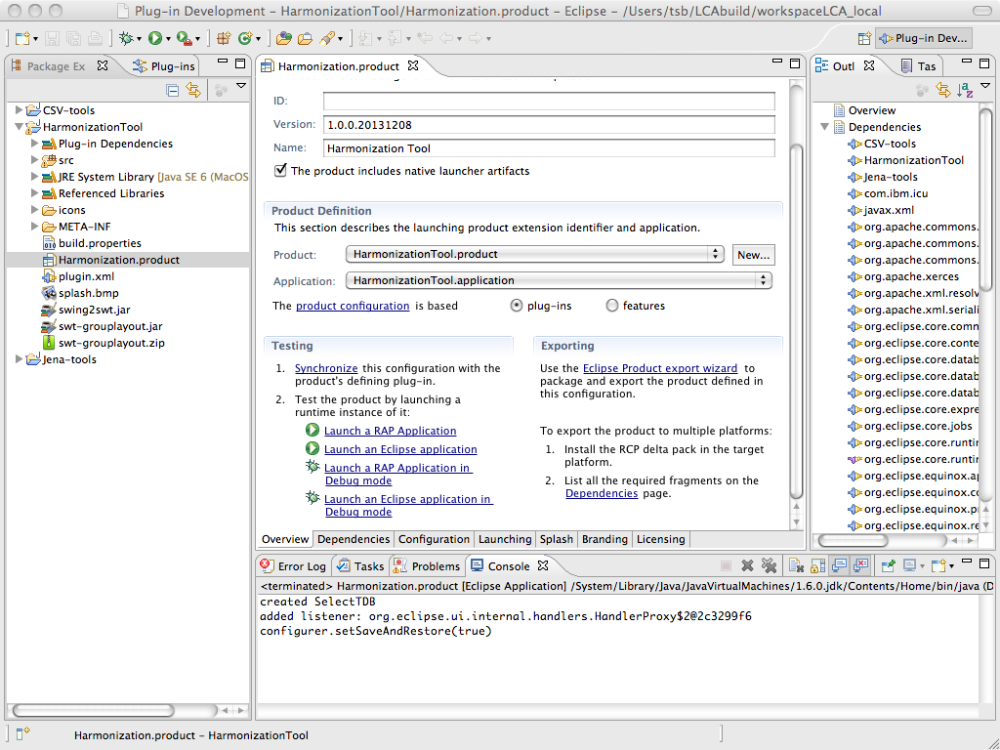 Plug-in Development - HarmonizationTool/Harmonization.product - Eclipse - /Users/tsb/LCAbuild/workspaceLCA_local
Plug-in Dev...
Package Ex
Plug-ins
CSV-tools
HarmonizationTool
Plug-in Dependencies
src
JRE System Library [Java SE 6 (MacOS
Referenced Libraries
icons
META-INF
build.properties
Harmonization.product
plugin.xml
splash.bmp
swing2swt.jar
swt-grouplayout.jar
swt-grouplayout.zip
Jena-tools
Harmonization.product
ID:
Version: 1.0.0.20131208
Name: Harmonization Tool
The product includes native launcher artifacts
Product Definition
This section describes the launching product extension identifier and application.
Product: HarmonizationTool.product New...
Application: HarmonizationTool.application
The product configuration is based plug-ins features
Testing
1. Synchronize this configuration with the
product's defining plug-in.
2. Test the product by launching a
runtime instance of it:
Launch a RAP Application
Launch an Eclipse application
Launch a RAP Application in
Debug mode
Launch an Eclipse application in
Debug mode
Exporting
Use the Eclipse Product export wizard to
package and export the product defined in
this configuration.
To export the product to multiple platforms:
1. Install the RCP delta pack in the target
platform.
2. List all the required fragments on the
Dependencies page.
Overview Dependencies Configuration Launching Splash Branding Licensing
Outl
Tas
Overview
Dependencies
CSV-tools
HarmonizationTool
Jena-tools
com.ibm.icu
javax.xml
org.apache.commons.
org.apache.commons.
org.apache.commons.
org.apache.xerces
org.apache.xml.resolv
org.apache.xml.seriali
org.eclipse.core.comn
org.eclipse.core.conte
org.eclipse.core.datab
org.eclipse.core.datab
org.eclipse.core.datab
org.eclipse.core.expre
org.eclipse.core.jobs
org.eclipse.core.runtin
org.eclipse.core.runtin
org.eclipse.equinox.ap
org.eclipse.equinox.co
org.eclipse.equinox.p
org.eclipse.equinox.re
Error Log Tasks Problems Console
<terminated> Harmonization.product [Eclipse Application] /System/Library/Java/JavaVirtualMachines/1.6.0.jdk/Contents/Home/bin/java (D
created SelectTDB
added listener: org.eclipse.ui.internal.handlers.HandlerProxy$2@2c3299f6
configurer.setSaveAndRestore(true)
Harmonization.product - HarmonizationTool